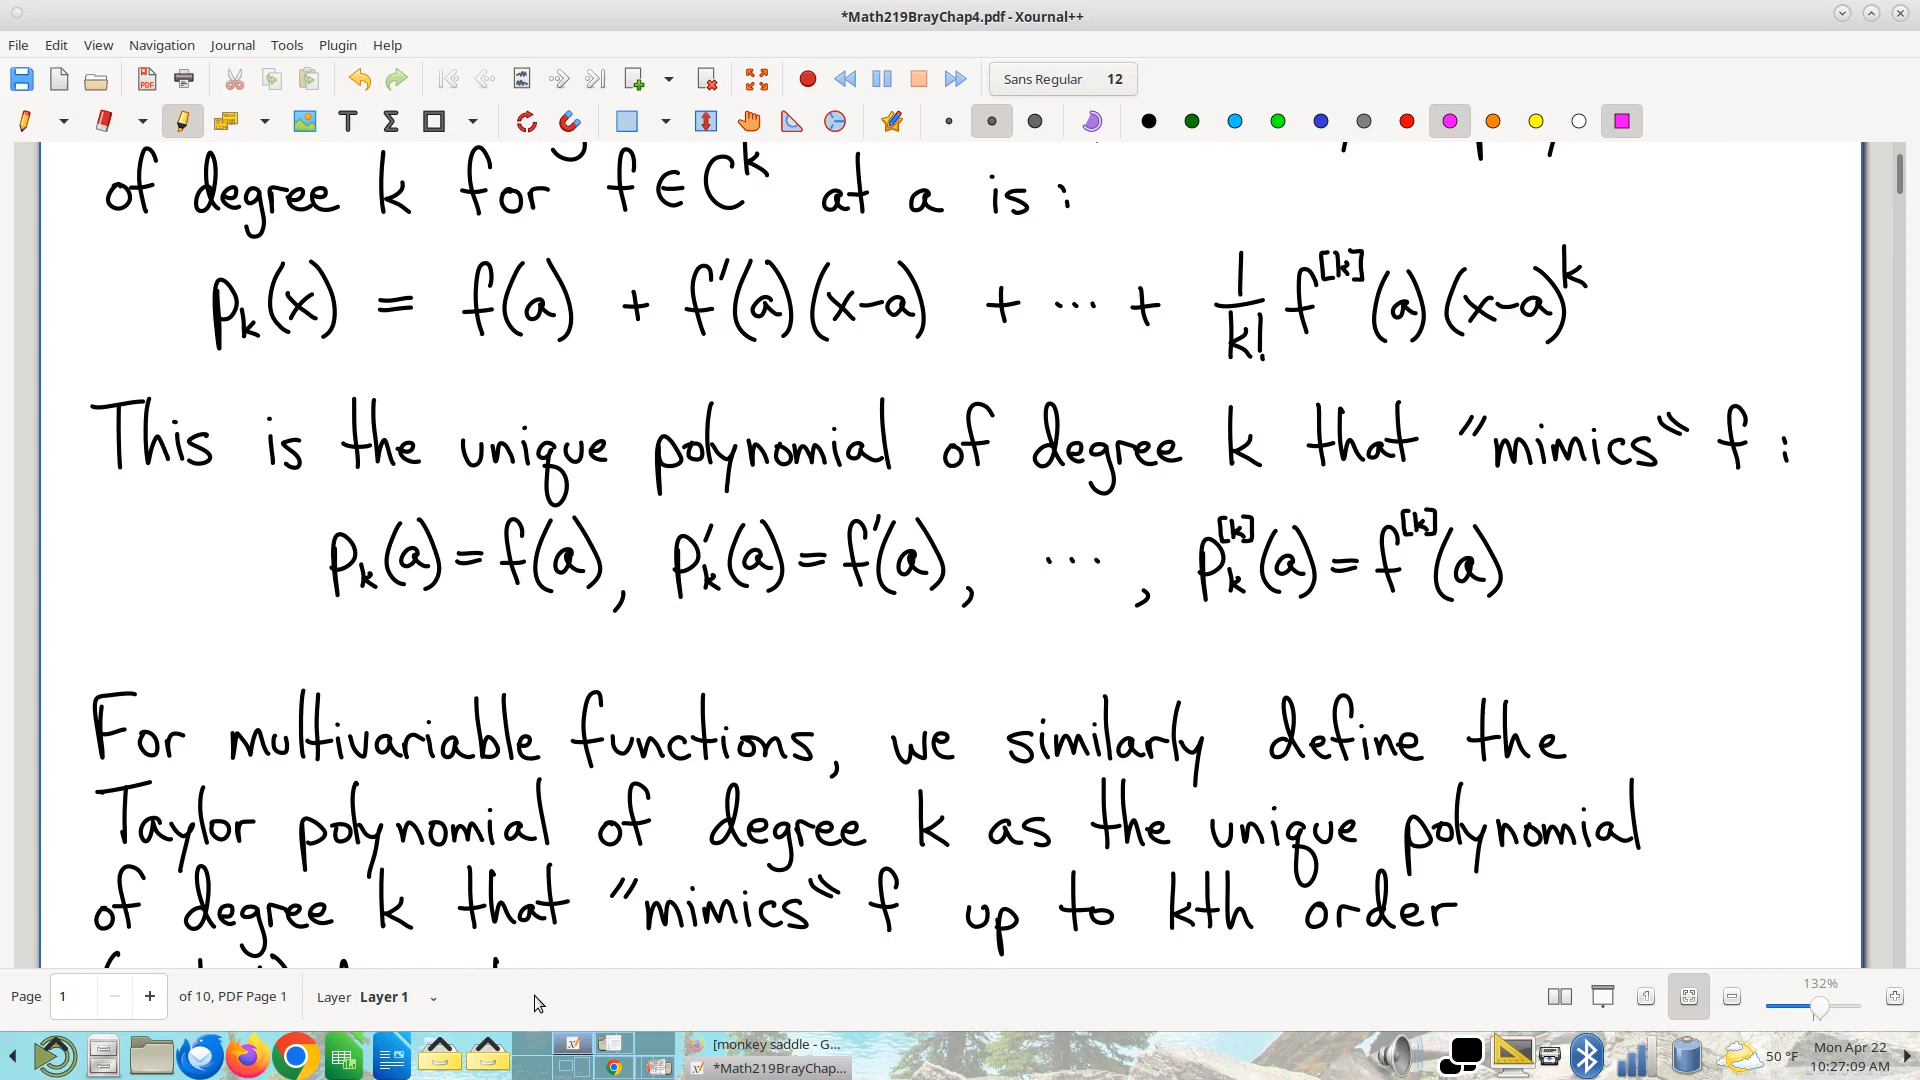 *Math219BrayChap4.pdf - Xournal++
File Edit View Navigation Journal Tools Plugin Help
Sans Regular 12
of degree k for f ∈ C^k at a is :
p_k(x) = f(a) + f'(a)(x-a) + ... + 1/k! f^[k](a)(x-a)^k
This is the unique polynomial of degree k that "mimics" f :
p_k(a) = f(a), p_k'(a) = f'(a), ... , p_k^[k](a) = f^[k](a)
For multivariable functions, we similarly define the
Taylor polynomial of degree k as the unique polynomial
of degree k that "mimics" f up to kth order
Page 1 of 10, PDF Page 1 Layer Layer 1 132%
[monkey saddle - G...
*Math219BrayChap...
50 °F
Mon Apr 22
10:27:09 AM